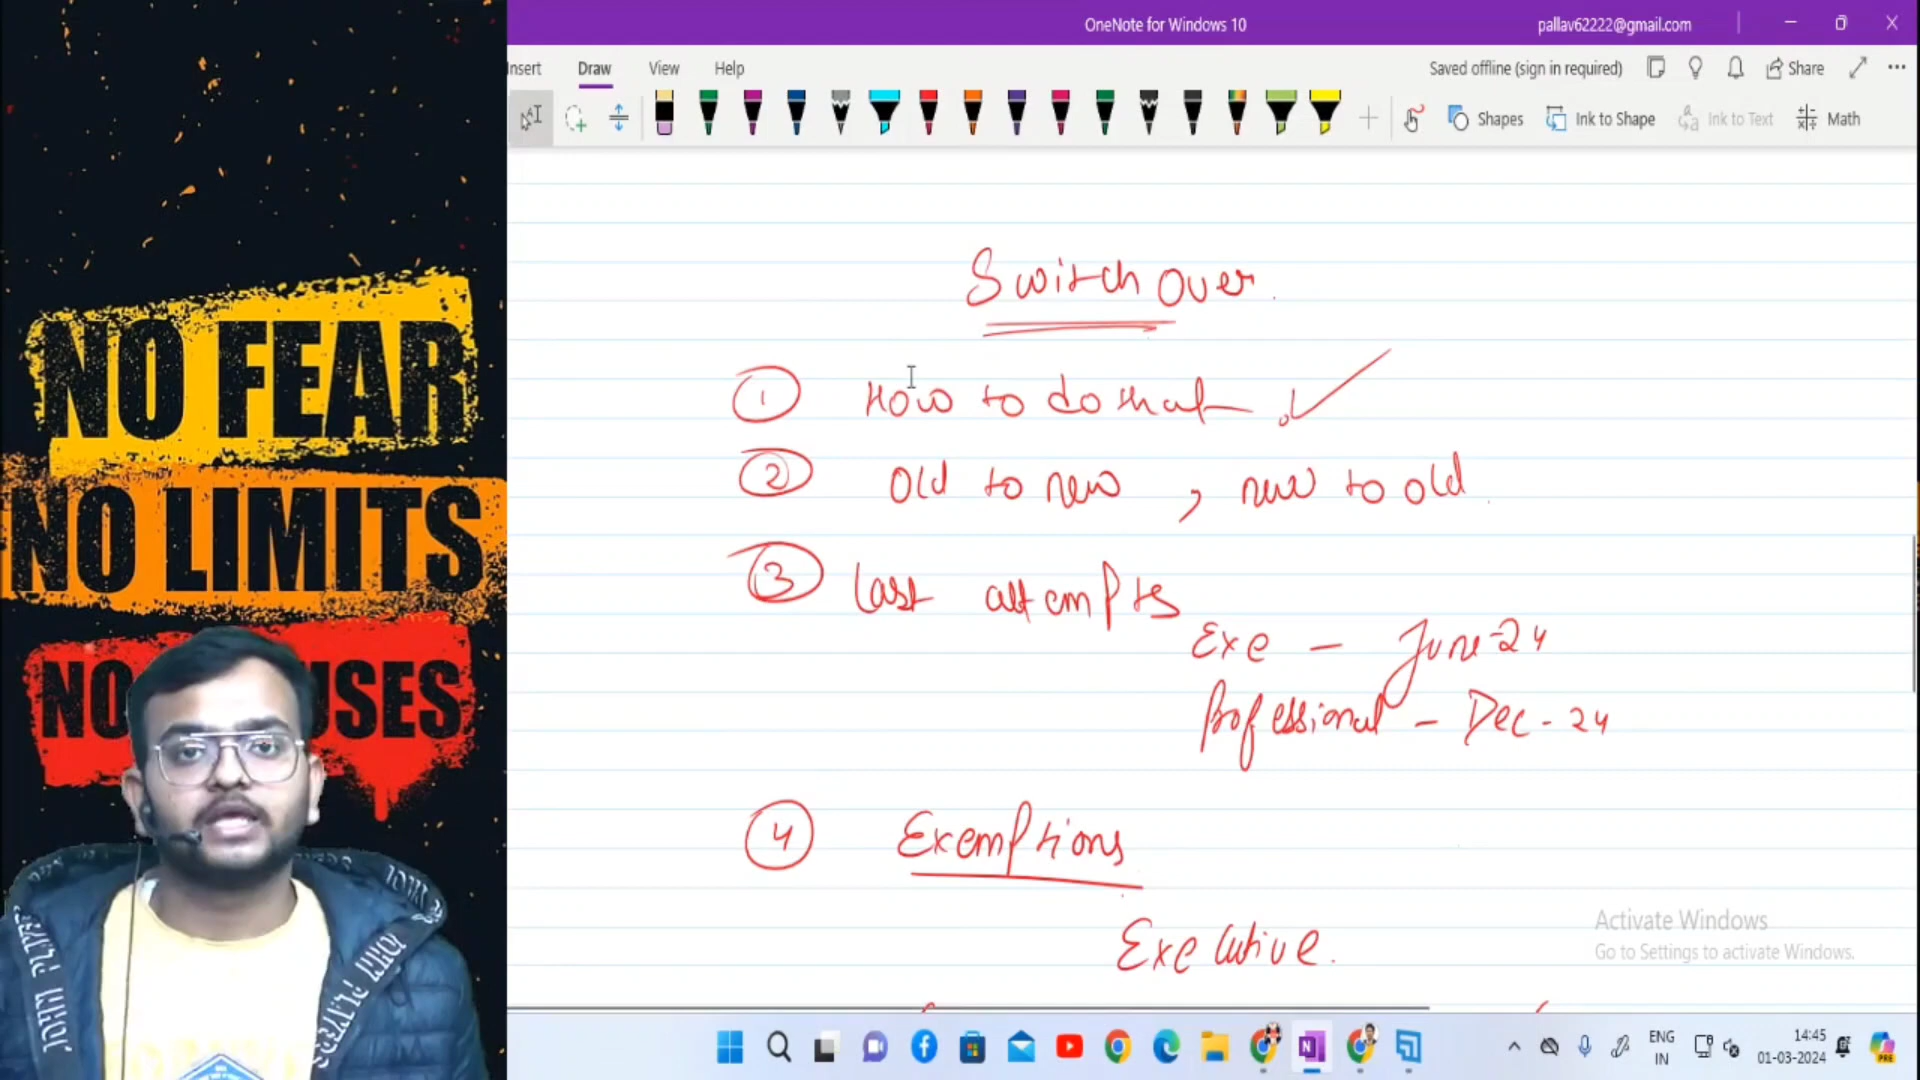 OneNote for Windows 10
pallav62222@gmail.com
nsert Draw View Help
Saved offline (sign in required)
Share
Shapes
Ink to Shape
Ink to Text
Math
NO FEAR
NO LIMITS
NO USES
Switch Over.
1 How to do that
2 Old to new , new to old.
3 Last attempts
Exe - June-24
Professional - Dec-24
4 Exemptions
Executive.
Activate Windows
Go to Settings to activate Windows.
ENG
IN
14:45
01-03-2024
PRE